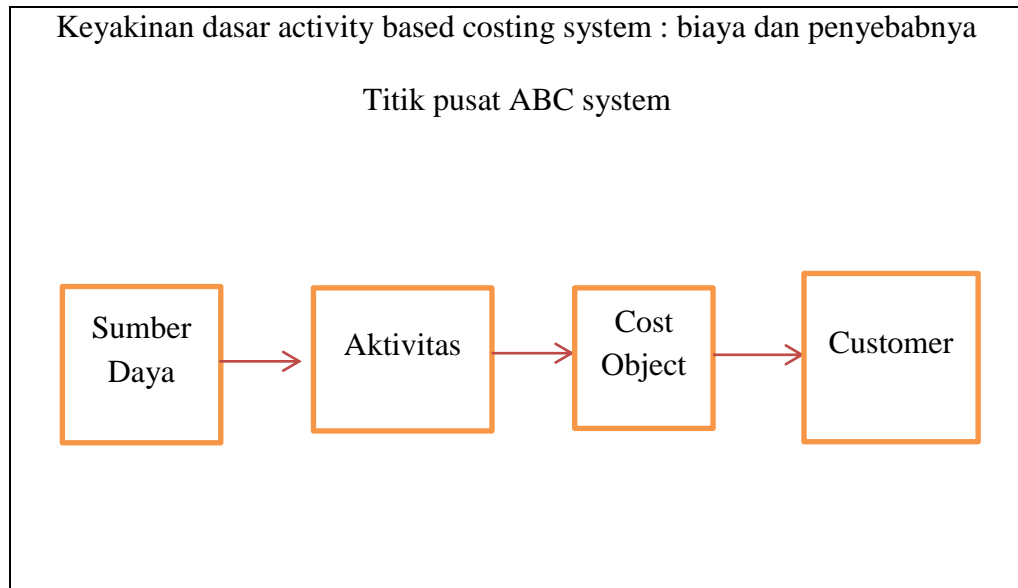 Keyakinan dasar activity based costing system : biaya dan penyebabnya
Titik pusat ABC system
Sumber
Daya
Aktivitas
Cost
Object
Customer